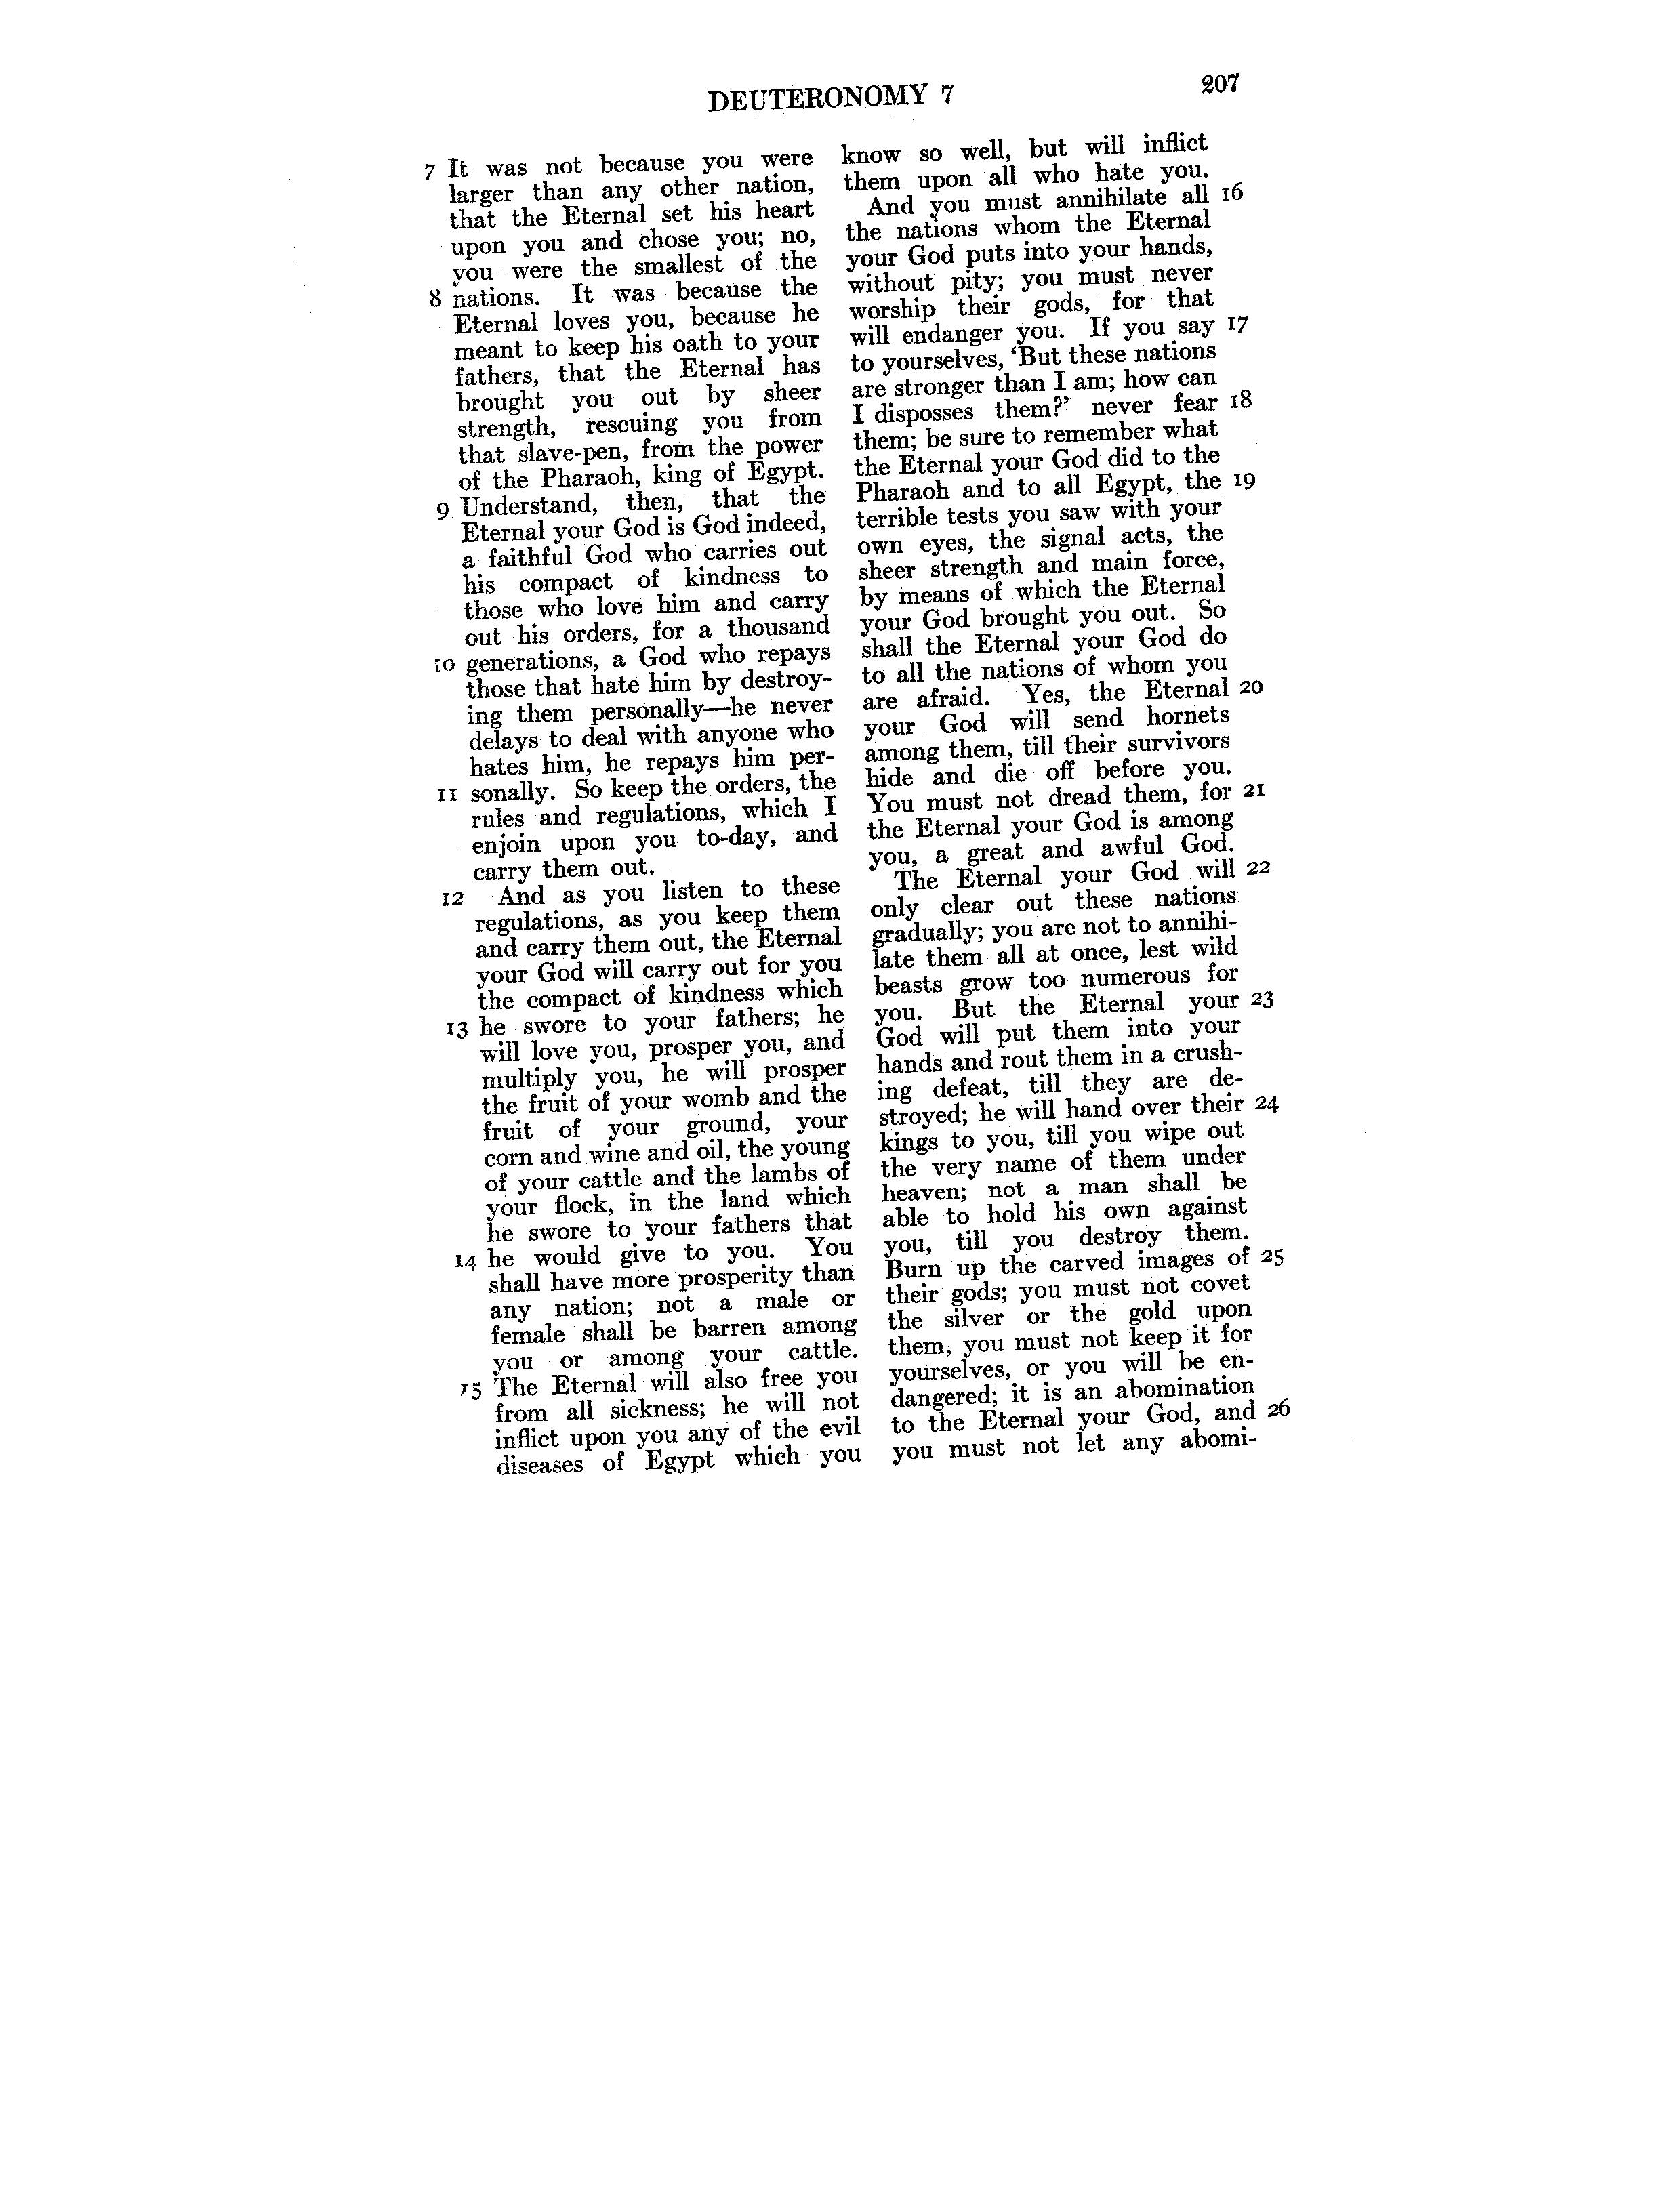 DEUTERONOMY 7 207
7 It was not because you were
larger than any other nation,
that the Eternal set his heart
upon you and chose you; no,
you were the smallest of the
8 nations. It was because the
Eternal loves you, because he
meant to keep his oath to your
fathers, that the Eternal has
brought you out by sheer
strength, rescuing you from
that slave-pen, from the power
of the Pharaoh, king of Egypt.
9 Understand, then, that the
Eternal your God is God indeed,
a faithful God who carries out
his compact of kindness to
those who love him and carry
out his orders, for a thousand
10 generations, a God who repays
those that hate him by destroy-
ing them personally—he never
delays to deal with anyone who
hates him, he repays him per-
11 sonally. So keep the orders, the
rules and regulations, which I
enjoin upon you to-day, and
carry them out.
12 And as you listen to these
regulations, as you keep them
and carry them out, the Eternal
your God will carry out for you
the compact of kindness which
13 he swore to your fathers; he
will love you, prosper you, and
multiply you, he will prosper
the fruit of your womb and the
fruit of your ground, your
corn and wine and oil, the young
of your cattle and the lambs of
your flock, in the land which
he swore to your fathers that
14 he would give to you. You
shall have more prosperity than
any nation; not a male or
female shall be barren among
you or among your cattle.
15 The Eternal will also free you
from all sickness; he will not
inflict upon you any of the evil
diseases of Egypt which you
know so well, but will inflict
them upon all who hate you.
And you must annihilate all 16
the nations whom the Eternal
your God puts into your hands,
without pity; you must never
worship their gods, for that
will endanger you. If you say 17
to yourselves, ‘But these nations
are stronger than I am; how can
I disposses them?’ never fear 18
them; be sure to remember what
the Eternal your God did to the
Pharaoh and to all Egypt, the 19
terrible tests you saw with your
own eyes, the signal acts, the
sheer strength and main force,
by means of which the Eternal
your God brought you out. So
shall the Eternal your God do
to all the nations of whom you
are afraid. Yes, the Eternal 20
your God will send hornets
among them, till their survivors
hide and die off before you.
You must not dread them, for 21
the Eternal your God is among
you, a great and awful God.
The Eternal your God will 22
only clear out these nations
gradually; you are not to annihi-
late them all at once, lest wild
beasts grow too numerous for
you. But the Eternal your 23
God will put them into your
hands and rout them in a crush-
ing defeat, till they are de-
stroyed; he will hand over their 24
kings to you, till you wipe out
the very name of them under
heaven; not a man shall be
able to hold his own against
you, till you destroy them.
Burn up the carved images of 25
their gods; you must not covet
the silver or the gold upon
them, you must not keep it for
yourselves, or you will be en-
dangered; it is an abomination
to the Eternal your God, and 26
you must not let any abomi-